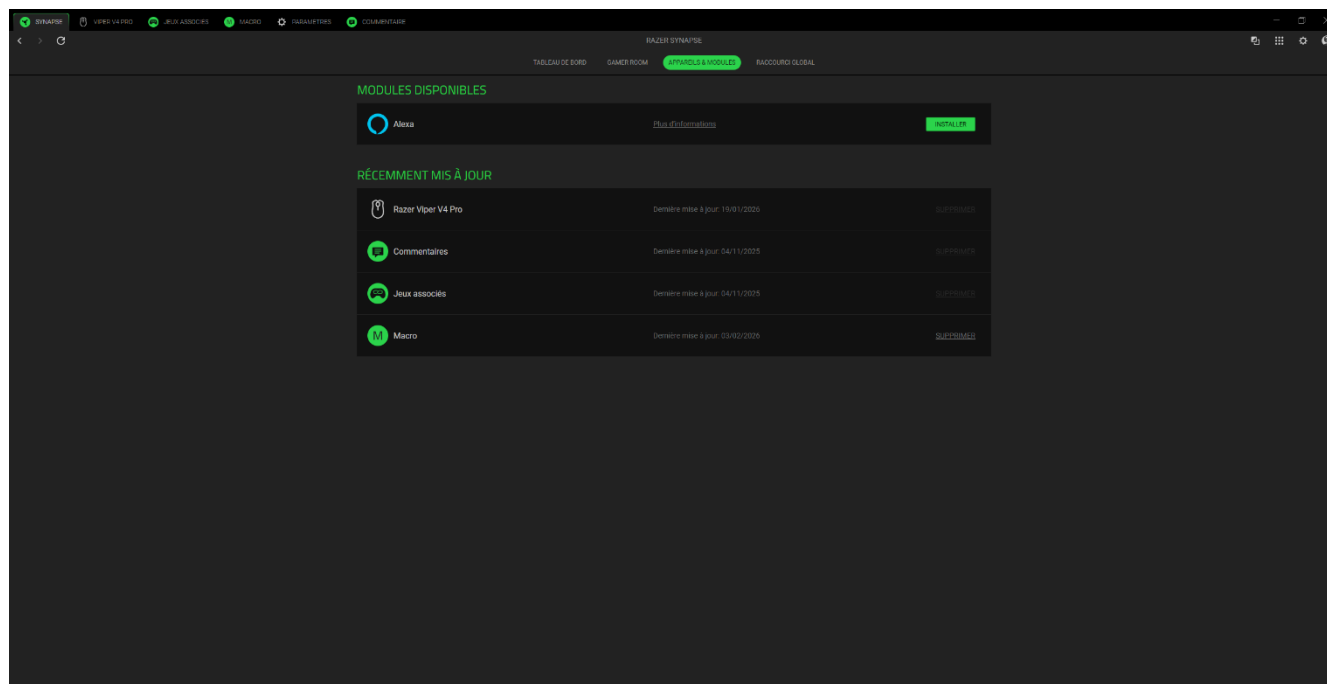 SYNAPSE VIPER V4 PRO JEUX ASSOCIÉS MACRO PARAMÈTRES COMMENTAIRE
RAZER SYNAPSE
TABLEAU DE BORD GAMER ROOM APPAREILS & MODULES RACCOURCI GLOBAL
MODULES DISPONIBLES
Alexa Plus d'informations INSTALLER
RÉCEMMENT MIS À JOUR
Razer Viper V4 Pro Dernière mise à jour: 19/01/2026 SUPPRIMER
Commentaires Dernière mise à jour: 04/11/2025 SUPPRIMER
Jeux associés Dernière mise à jour: 04/11/2025 SUPPRIMER
M Macro Dernière mise à jour: 03/02/2026 SUPPRIMER